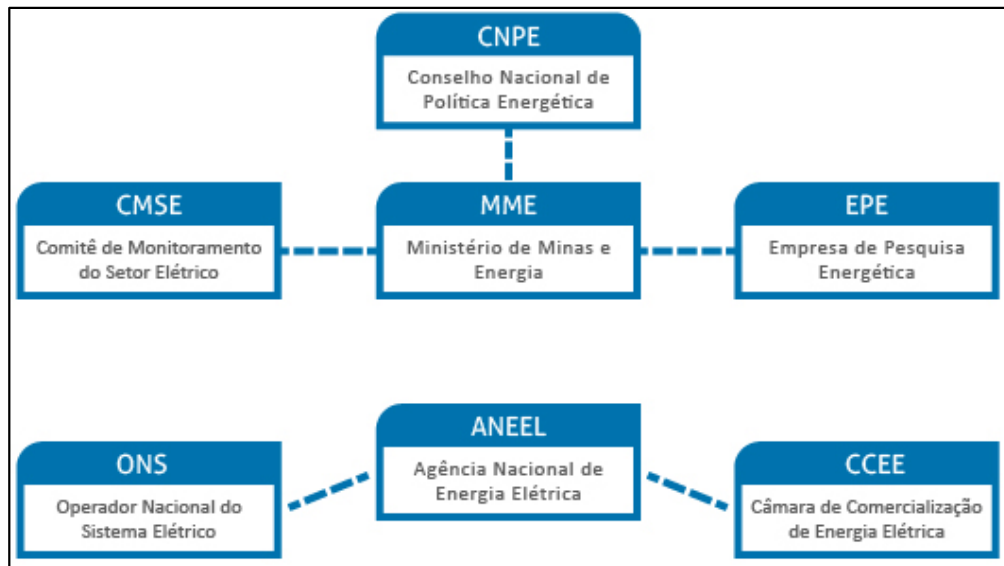 CNPE
Conselho Nacional de
Política Energética
CMSE
Comitê de Monitoramento
do Setor Elétrico
MME
Ministério de Minas e
Energia
EPE
Empresa de Pesquisa
Energética
ONS
Operador Nacional do
Sistema Elétrico
ANEEL
Agência Nacional de
Energia Elétrica
CCEE
Câmara de Comercialização
de Energia Elétrica